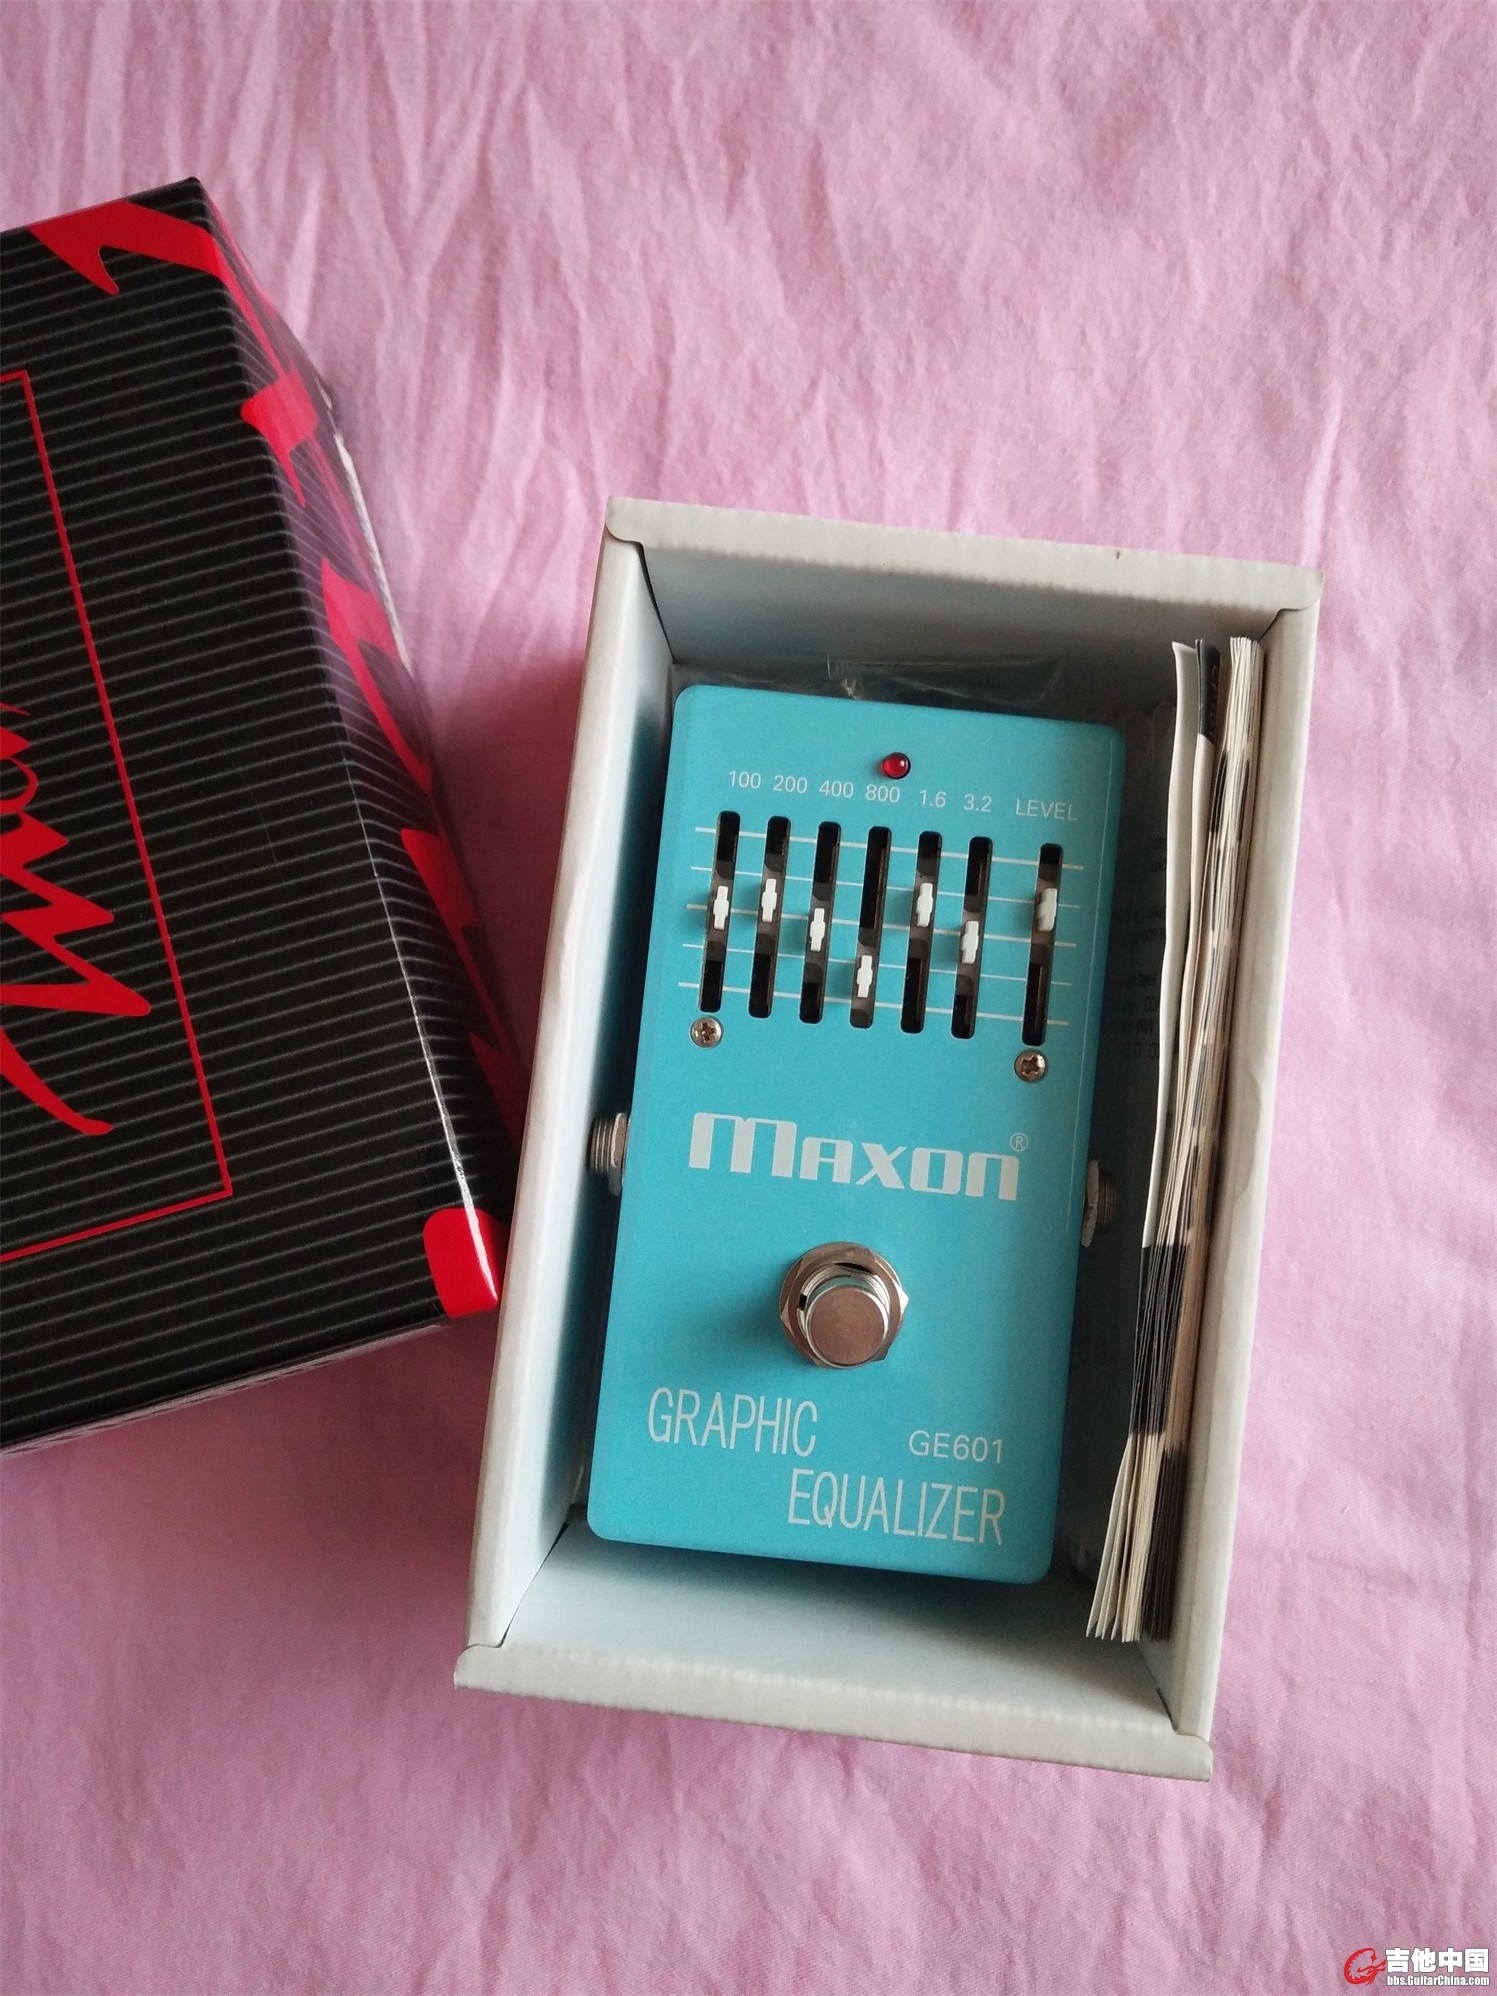 100 200 400 800 1.6 3.2 LEVEL
maxon®
GRAPHIC
GE601
EQUALIZER
吉他中国
bbs.GuitarChina.com